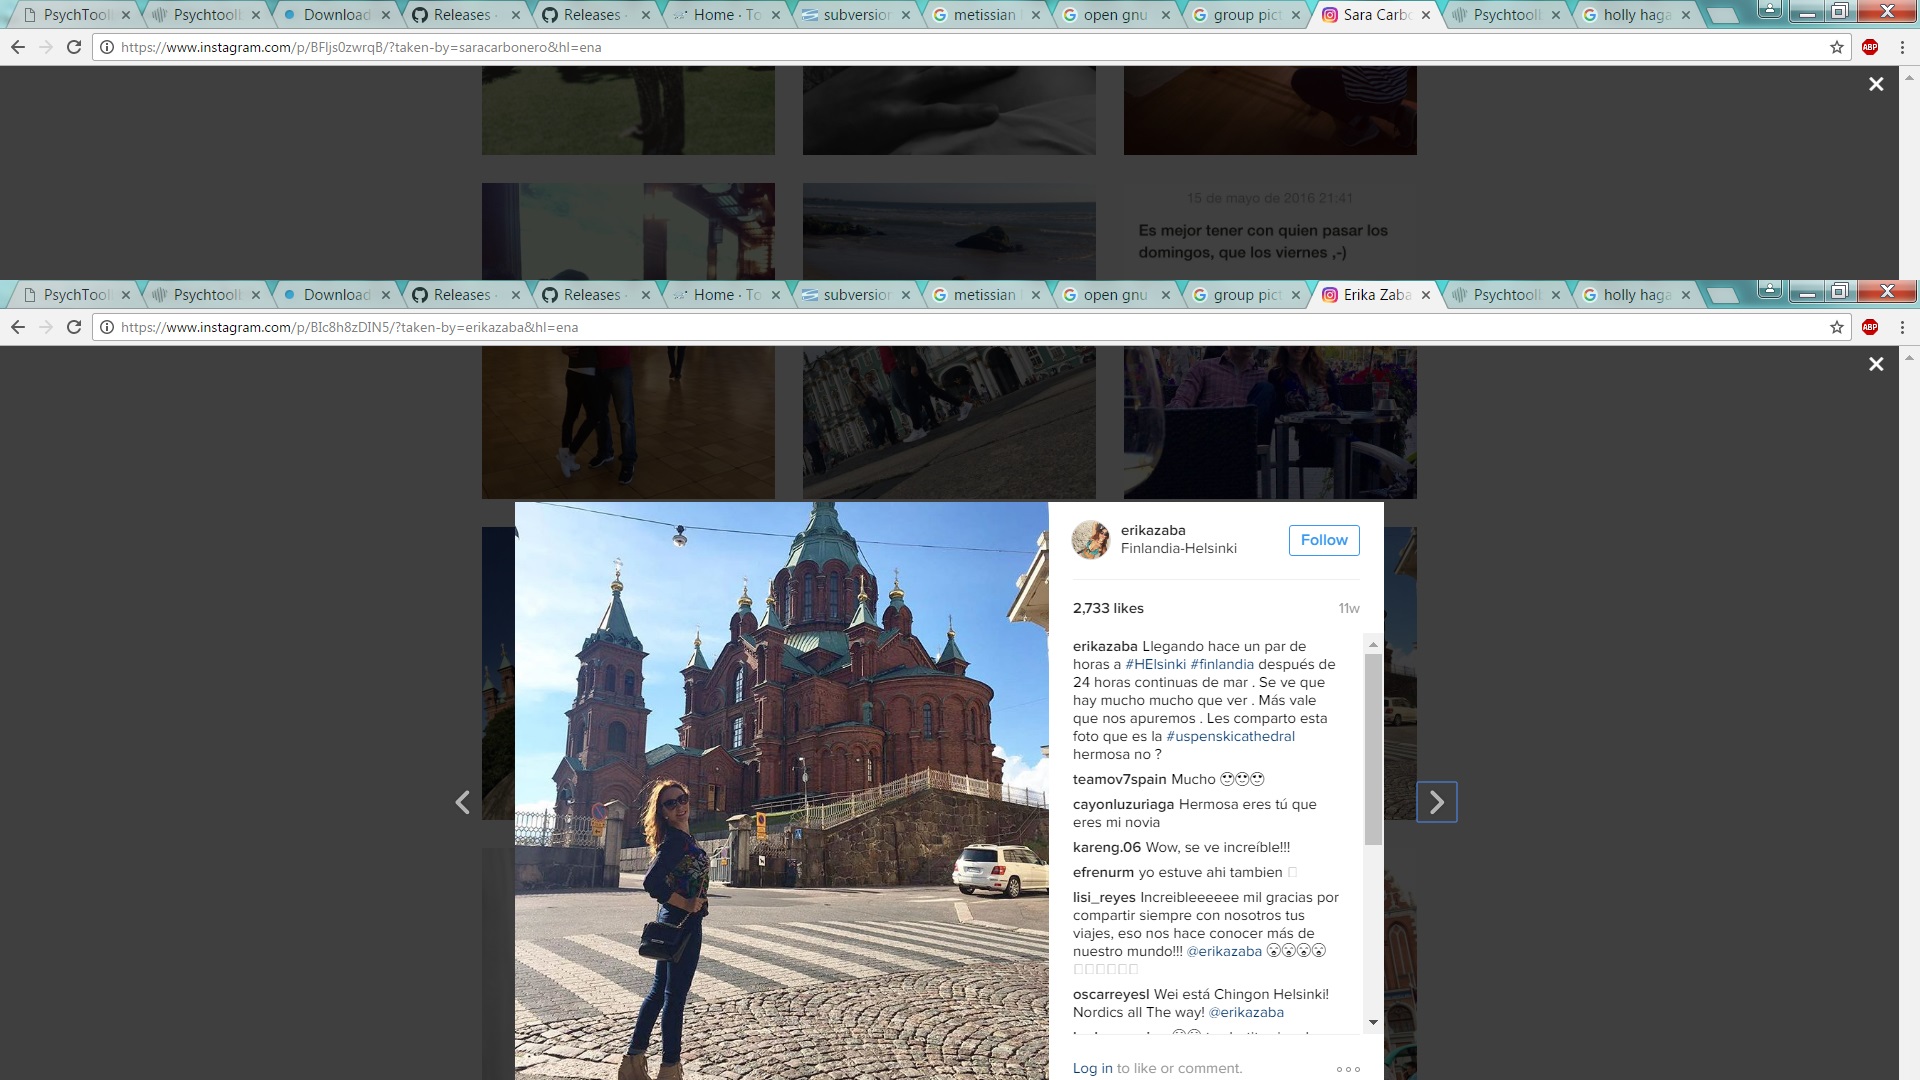 PsychTool
Psychtoolb
Download
Releases ·
Releases ·
Home · To
subversion
metissian
open gnu
group pict
Sara Carbo
Psychtoolb
holly haga
https://www.instagram.com/p/BFljs0zwrqB/?taken-by=saracarbonero&hl=ena
ABP
15 de mayo de 2016 21:41
Es mejor tener con quien pasar los
domingos, que los viernes ,-)
PsychTool
Psychtoolb
Download
Releases ·
Releases ·
Home · To
subversion
metissian
open gnu
group pict
Erika Zaba
Psychtoolb
holly haga
https://www.instagram.com/p/BIc8h8zDIN5/?taken-by=erikazaba&hl=ena
ABP
erikazaba
Finlandia-Helsinki
Follow
2,733 likes
11w
erikazaba Llegando hace un par de
horas a #HElsinki #finlandia después de
24 horas continuas de mar . Se ve que
hay mucho mucho que ver . Más vale
que nos apuremos . Les comparto esta
foto que es la #uspenskicathedral
hermosa no ?
teamov7spain Mucho
cayonluzuriaga Hermosa eres tú que
eres mi novia
kareng.06 Wow, se ve increíble!!!
efrenurm yo estuve ahi tambien
lisi_reyes Increibleeeeee mil gracias por
compartir siempre con nosotros tus
viajes, eso nos hace conocer más de
nuestro mundo!!! @erikazaba
oscarreyesl Wei está Chingon Helsinki!
Nordics all The way! @erikazaba
Log in to like or comment.